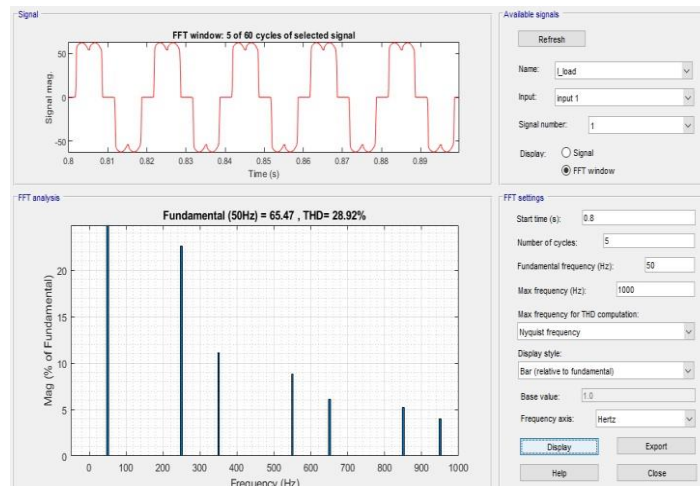 Signal
FFT window: 5 of 60 cycles of selected signal
50
0
-50
Signal mag.
0.8 0.81 0.82 0.83 0.84 0.85 0.86 0.87 0.88 0.89
Time (s)
FFT analysis
Fundamental (50Hz) = 65.47 , THD= 28.92%
20
15
10
5
0
Mag (% of Fundamental)
0 100 200 300 400 500 600 700 800 900 1000
Frequency (Hz)
Available signals
Refresh
Name: I_load
Input: input 1
Signal number: 1
Display: Signal
FFT window
FFT settings
Start time (s): 0.8
Number of cycles: 5
Fundamental frequency (Hz): 50
Max frequency (Hz): 1000
Max frequency for THD computation:
Nyquist frequency
Display style:
Bar (relative to fundamental)
Base value: 1.0
Frequency axis: Hertz
Display Export
Help Close